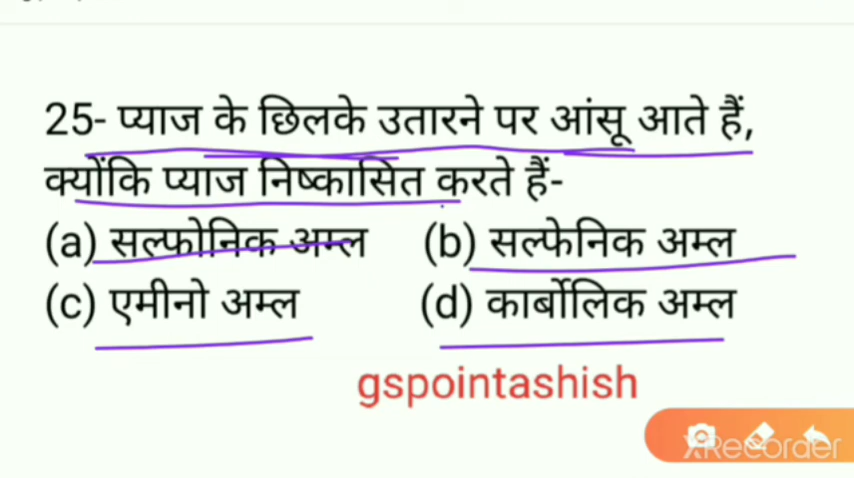 25- प्याज के छिलके उतारने पर आंसू आते हैं,
क्योंकि प्याज निष्कासित करते हैं-
(a) सल्फोनिक अम्ल (b) सल्फेनिक अम्ल
(c) एमीनो अम्ल (d) कार्बोलिक अम्ल
gspointashish
XRecorder